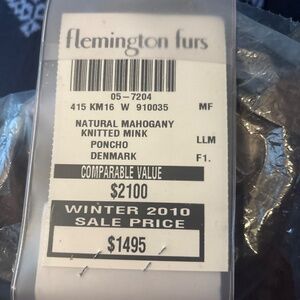 flemington furs
05-7204
415 KM16 W 910035 MF
NATURAL MAHOGANY
KNITTED MINK
PONCHO LLM
DENMARK F1.
COMPARABLE VALUE
$2100
WINTER 2010
SALE PRICE
$1495